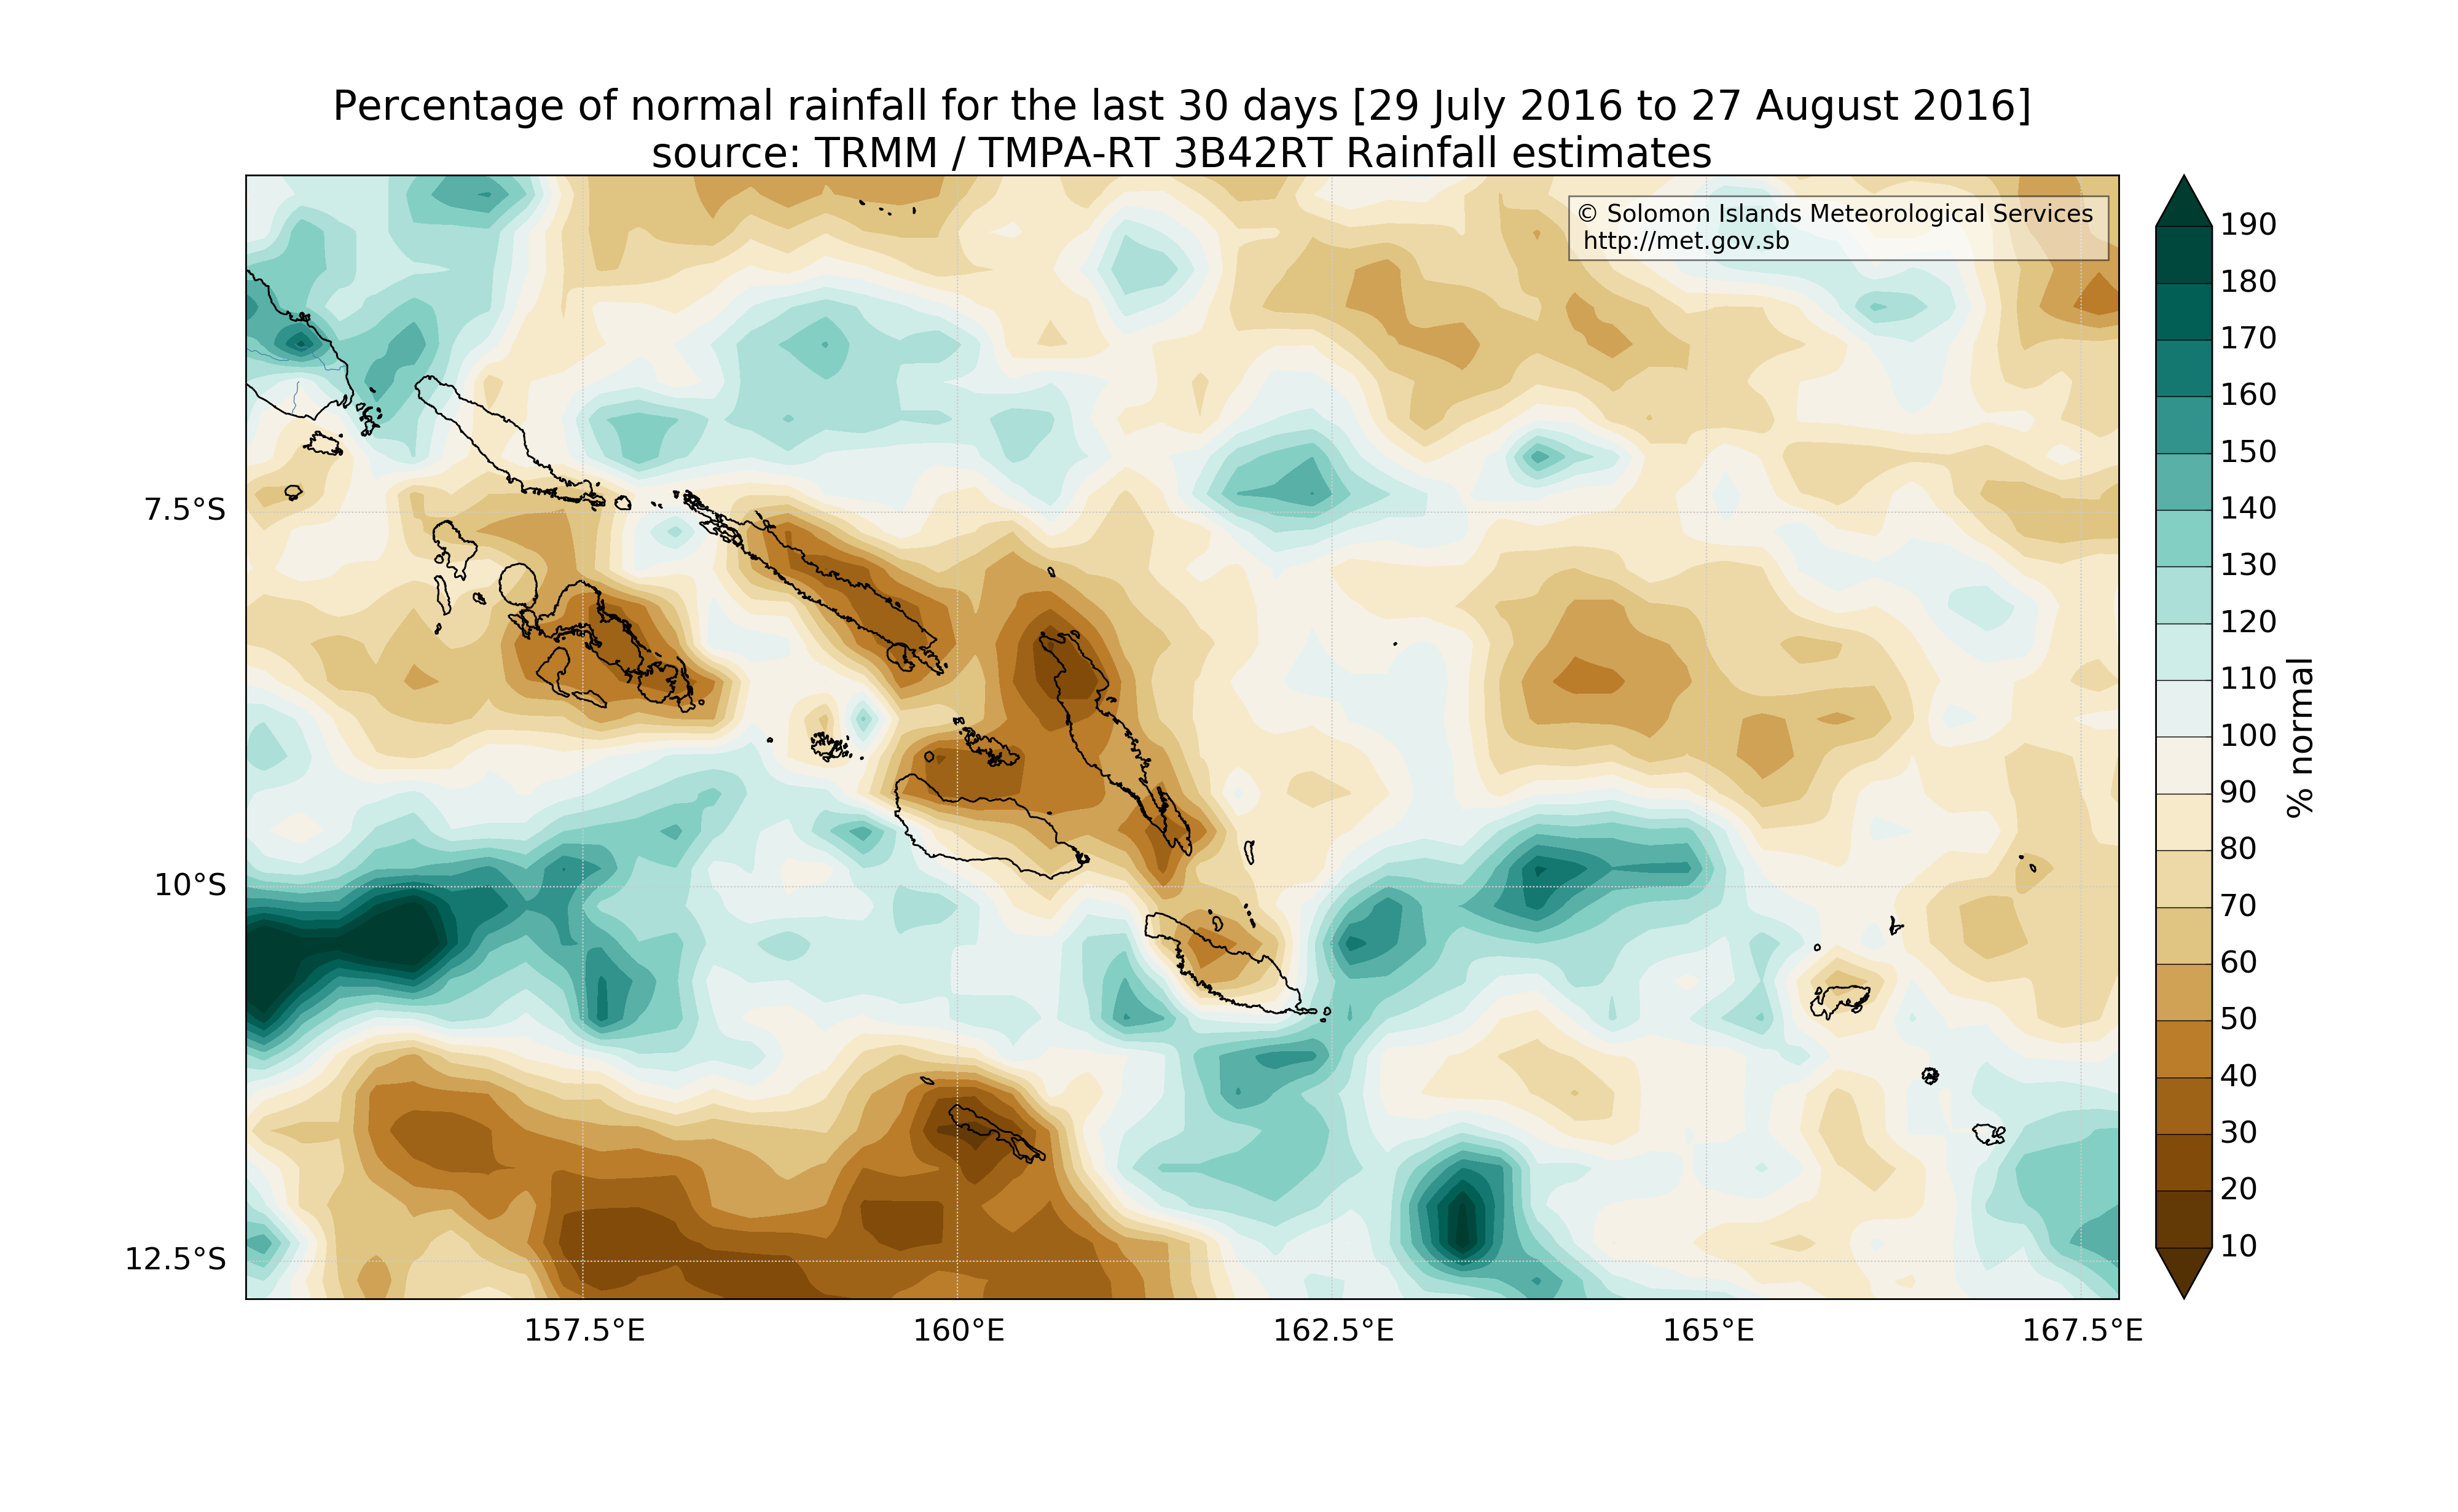 Percentage of normal rainfall for the last 30 days [29 July 2016 to 27 August 2016]
source: TRMM / TMPA-RT 3B42RT Rainfall estimates
© Solomon Islands Meteorological Services
http://met.gov.sb
7.5°S
10°S
12.5°S
157.5°E
160°E
162.5°E
165°E
167.5°E
190
180
170
160
150
140
130
120
110
100
90
80
70
60
50
40
30
20
10
% normal